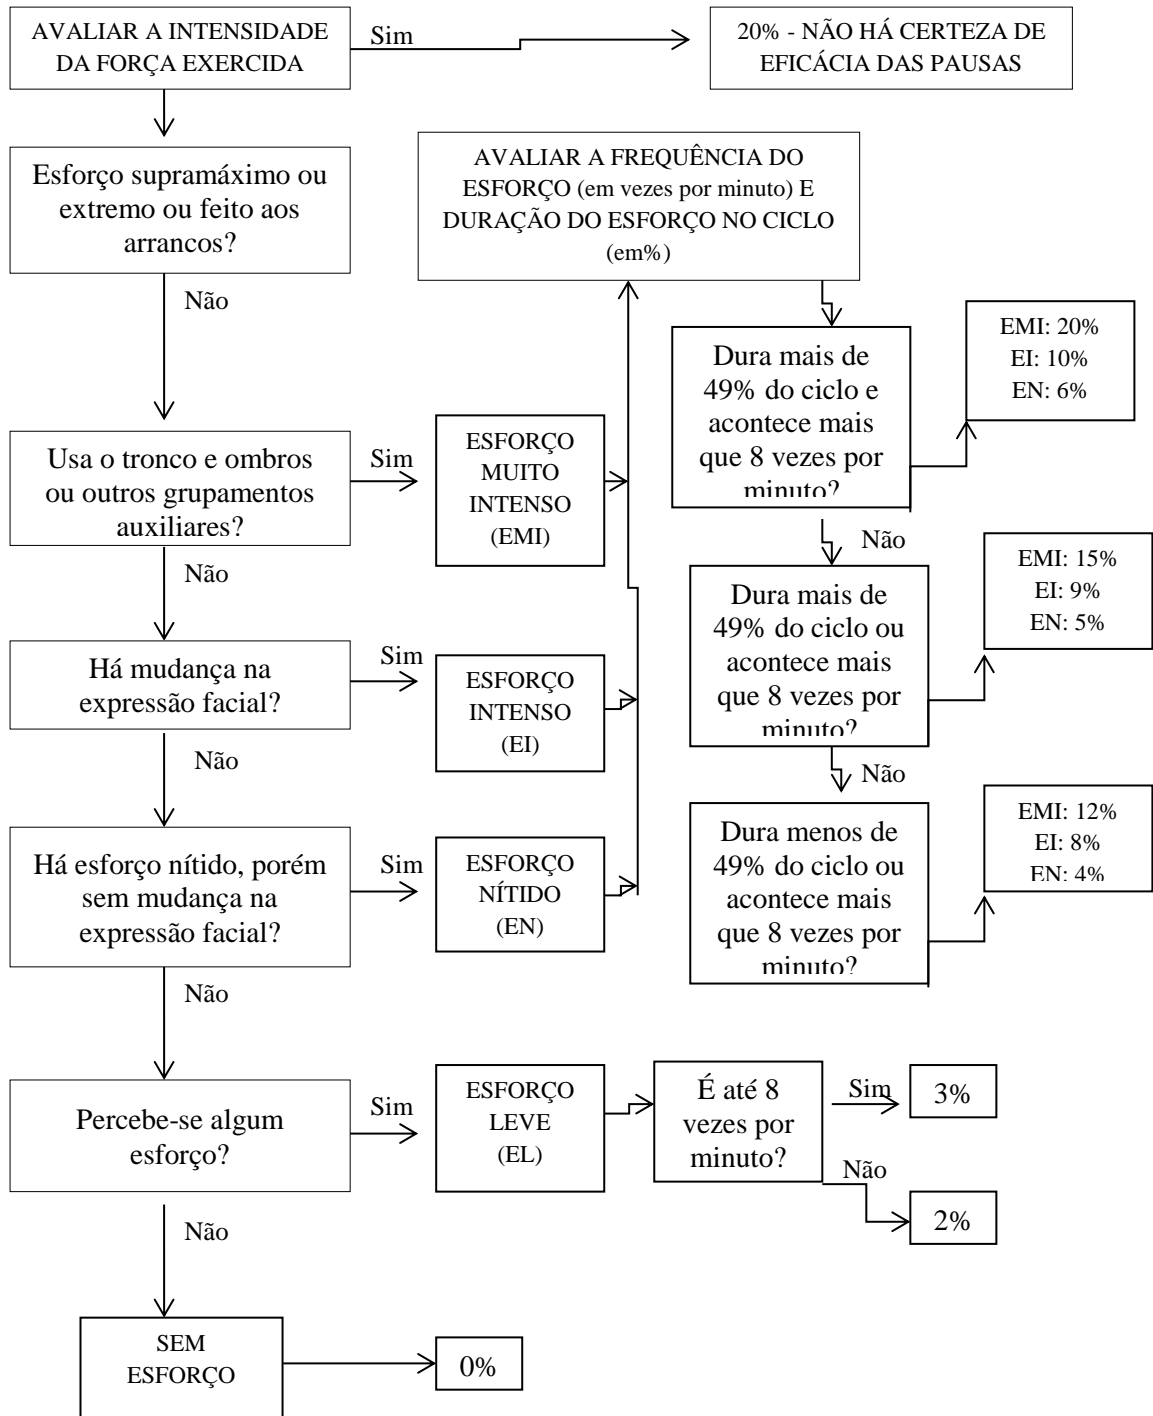 AVALIAR A INTENSIDADE
DA FORÇA EXERCIDA
Sim
20% - NÃO HÁ CERTEZA DE
EFICÁCIA DAS PAUSAS
Esforço supramáximo ou
extremo ou feito aos
arrancos?
Não
AVALIAR A FREQUÊNCIA DO
ESFORÇO (em vezes por minuto) E
DURAÇÃO DO ESFORÇO NO CICLO
(em%)
Usa o tronco e ombros
ou outros grupamentos
auxiliares?
Sim
ESFORÇO
MUITO
INTENSO
(EMI)
Não
Dura mais de
49% do ciclo e
acontece mais
que 8 vezes por
minuto?
EMI: 20%
EI: 10%
EN: 6%
Não
Há mudança na
expressão facial?
Sim
ESFORÇO
INTENSO
(EI)
Não
Dura mais de
49% do ciclo ou
acontece mais
que 8 vezes por
minuto?
EMI: 15%
EI: 9%
EN: 5%
Não
Há esforço nítido, porém
sem mudança na
expressão facial?
Sim
ESFORÇO
NÍTIDO
(EN)
Não
Dura menos de
49% do ciclo ou
acontece mais
que 8 vezes por
minuto?
EMI: 12%
EI: 8%
EN: 4%
Percebe-se algum
esforço?
Sim
ESFORÇO
LEVE
(EL)
É até 8
vezes por
minuto?
Sim
3%
Não
2%
Não
SEM
ESFORÇO
0%